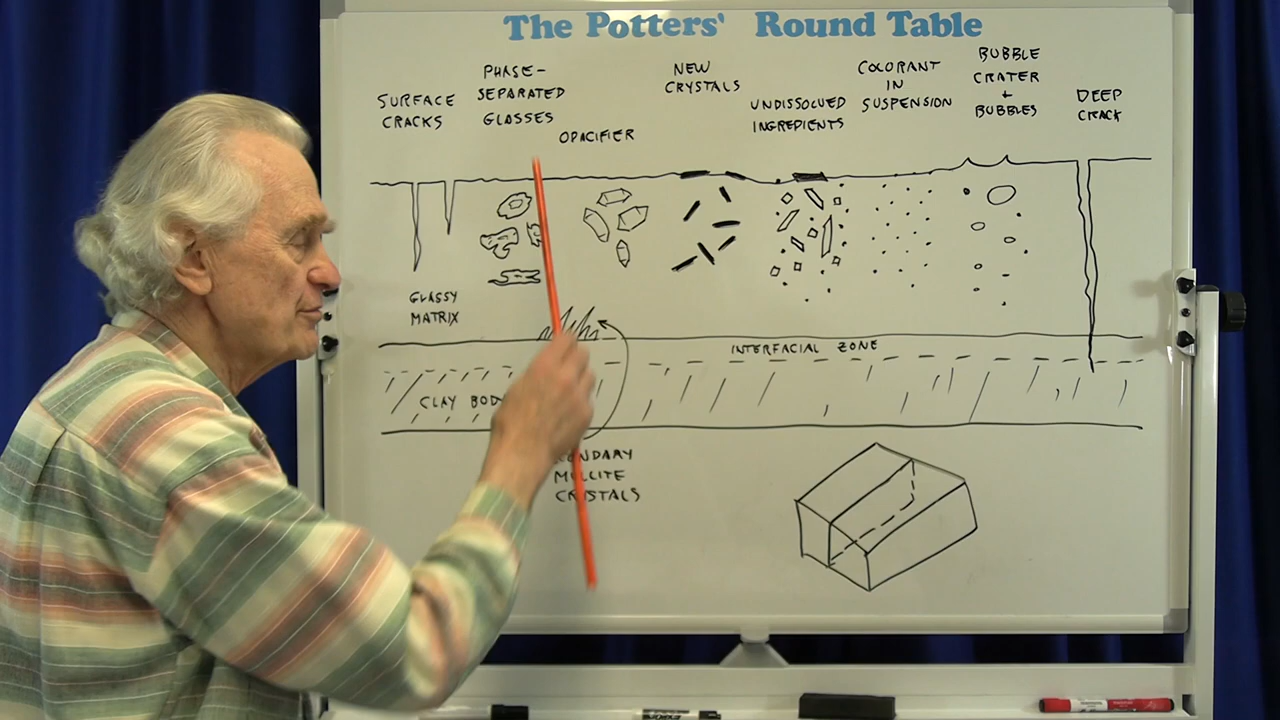 The Potters' Round Table
SURFACE
CRACKS
PHASE-
SEPARATED
GLASSES
OPACIFIER
NEW
CRYSTALS
UNDISSOLVED
INGREDIENTS
COLORANT
IN
SUSPENSION
BUBBLE
CRATER
+
BUBBLES
DEEP
CRACK
GLASSY
MATRIX
INTERFACIAL ZONE
CLAY
CRYSTALS